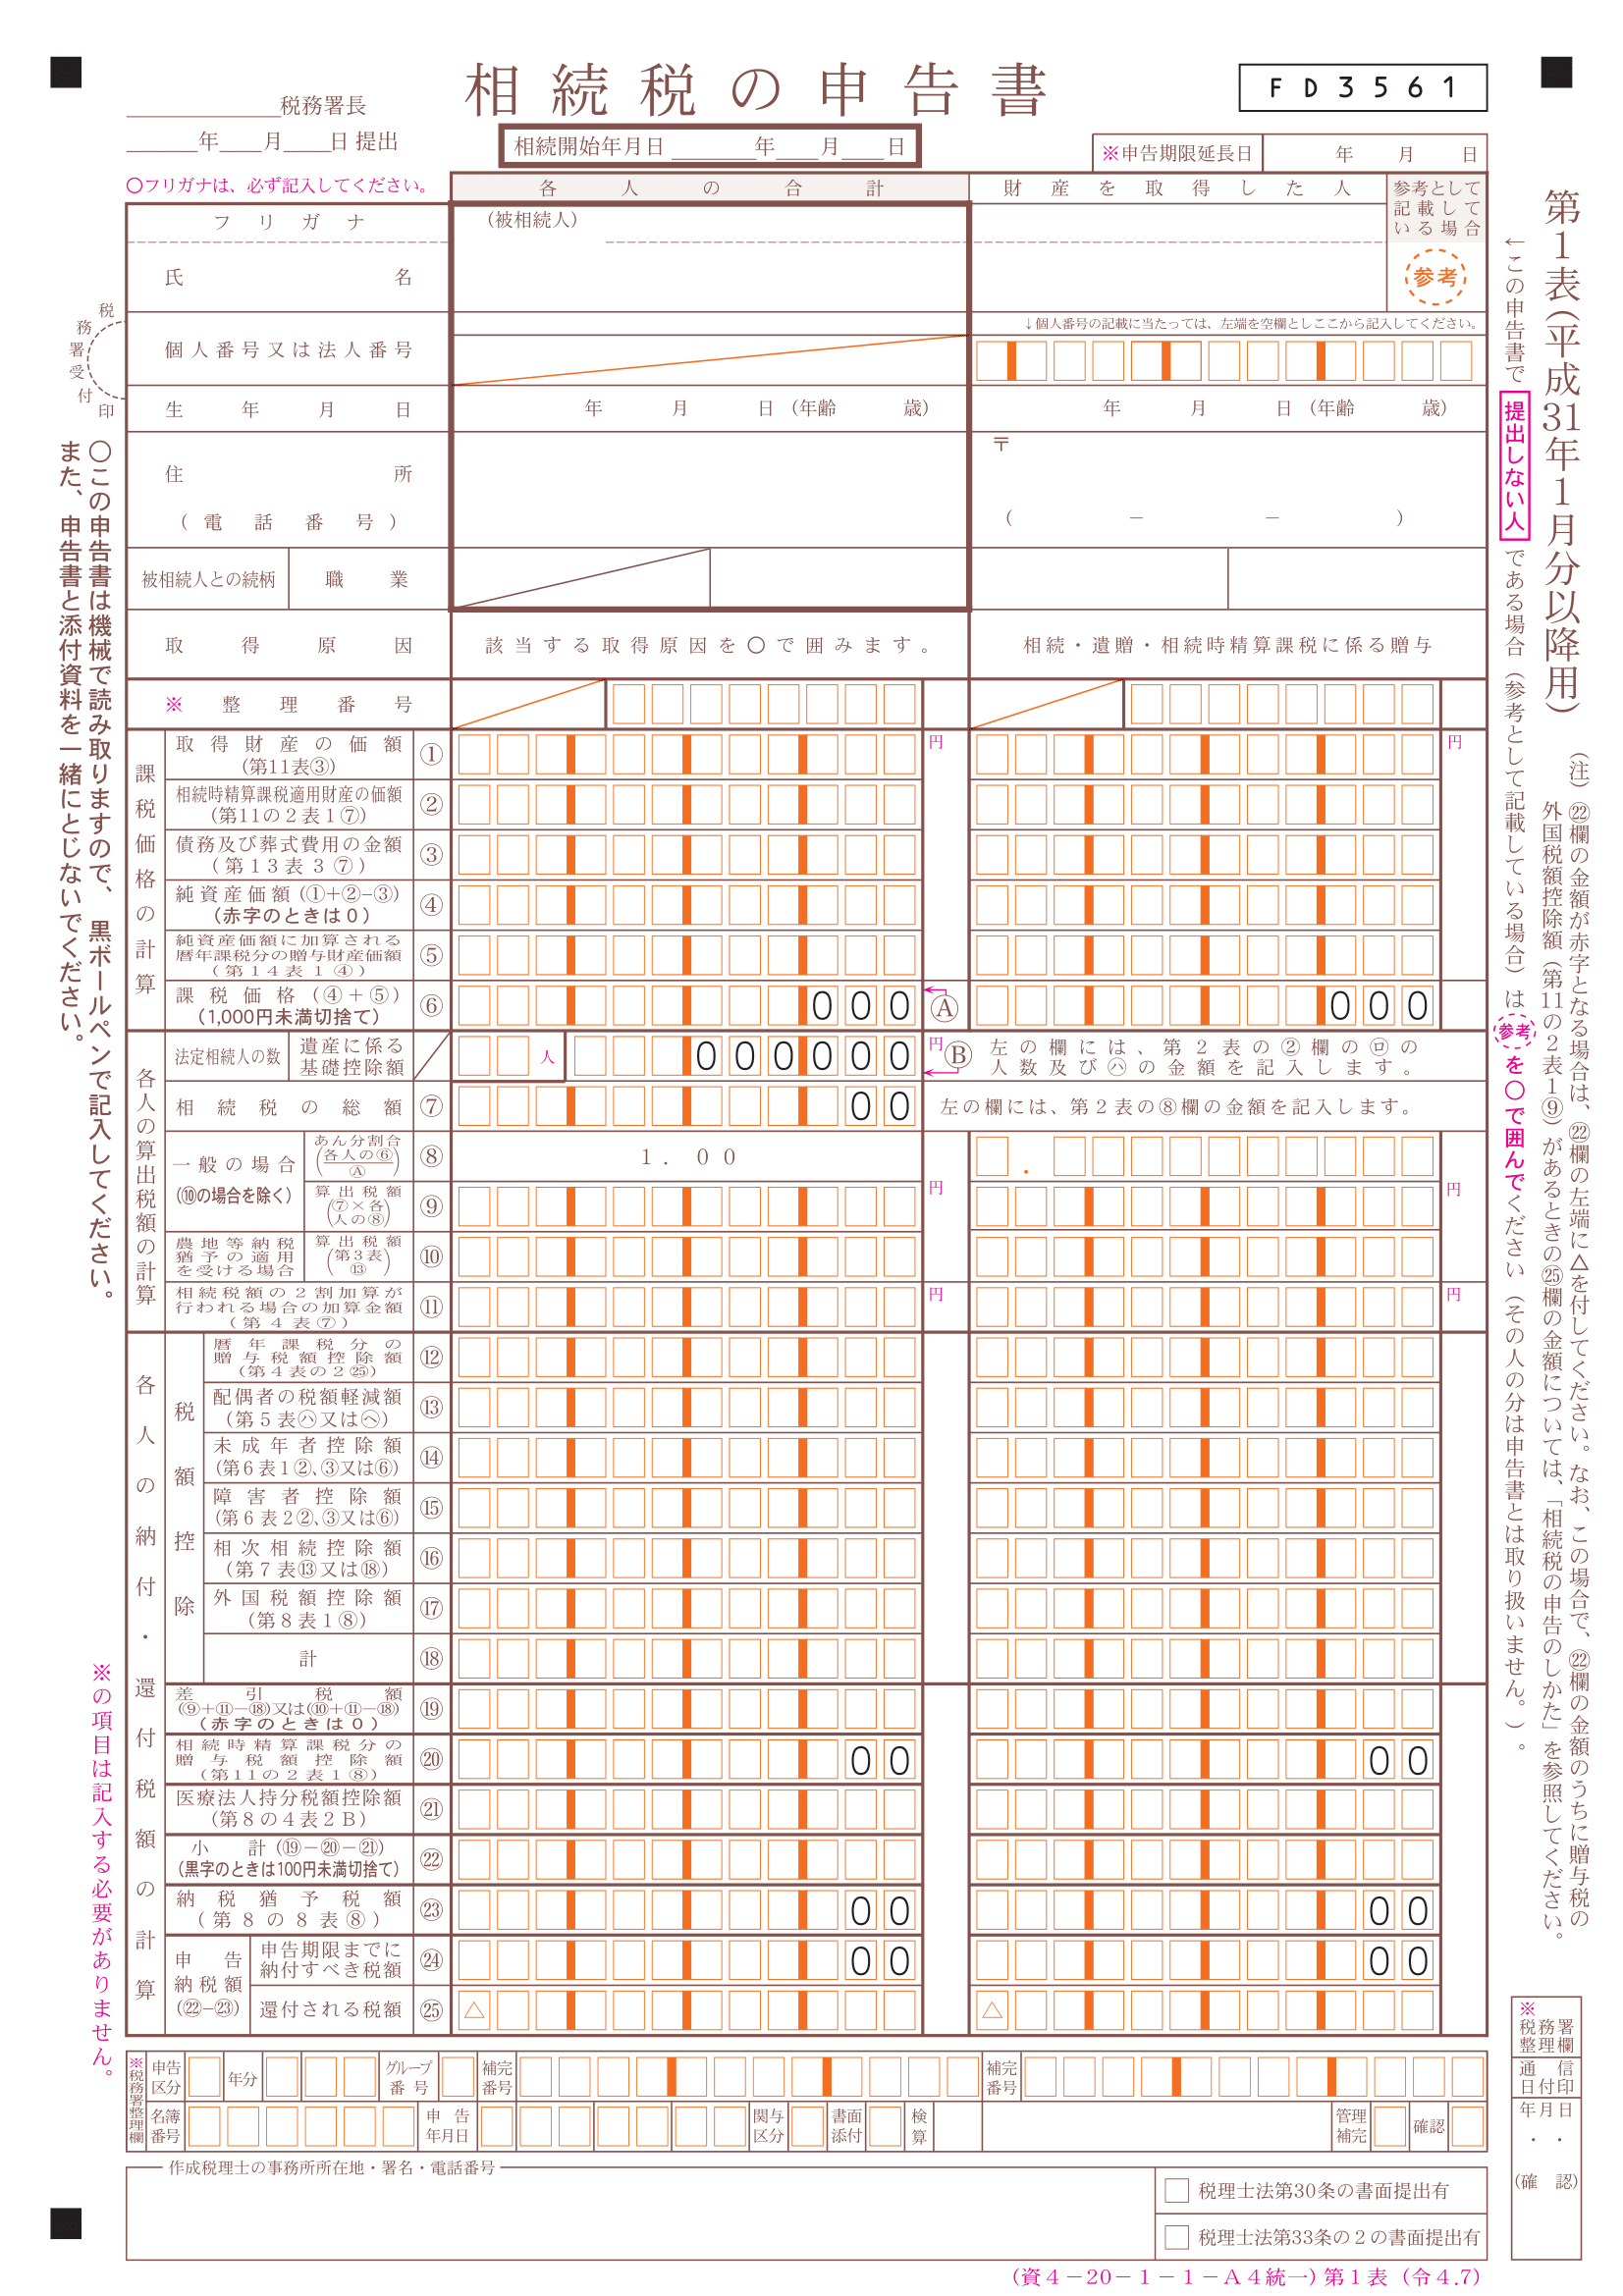 相続税の申告書
FD3561
税務署長
年 月 日 提出
相続開始年月日 年 月 日
※申告期限延長日 年 月 日
○フリガナは、必ず記入してください。
各人の合計
財産を取得した人
参考として
記載して
いる場合
フリガナ
(被相続人)
氏名
参考
↓個人番号の記載に当たっては、左端を空欄としここから記入してください。
個人番号又は法人番号
生年月日
年 月 日 (年齢 歳)
年 月 日 (年齢 歳)
住所
(電話番号)
〒
( － － )
被相続人との続柄
職業
取得原因
該当する取得原因を○で囲みます。
相続・遺贈・相続時精算課税に係る贈与
※ 整理番号
課税価格の計算
取得財産の価額
(第11表③)
①
円
円
相続時精算課税適用財産の価額
(第11の2表1⑦)
②
債務及び葬式費用の金額
(第13表3⑦)
③
純資産価額(①+②-③)
(赤字のときは0)
④
純資産価額に加算される
暦年課税分の贈与財産価額
(第14表1④)
⑤
課税価格(④+⑤)
(1,000円未満切捨て)
⑥
000
Ⓐ
000
各人の算出税額の計算
法定相続人の数
遺産に係る
基礎控除額
人
000000
円
Ⓑ
左の欄には、第2表の②欄の㋺の
人数及び㋩の金額を記入します。
相続税の総額
⑦
00
左の欄には、第2表の⑧欄の金額を記入します。
一般の場合
(⑩の場合を除く)
あん分割合
(各人の⑥/Ⓐ)
⑧
1.00
.
算出税額
(⑦×各
人の⑧)
⑨
円
円
農地等納税
猶予の適用
を受ける場合
算出税額
(第3表
⑬)
⑩
相続税額の2割加算が
行われる場合の加算金額
(第4表⑦)
⑪
円
円
各人の納付・還付税額の計算
税額控除
暦年課税分の
贈与税額控除額
(第4表の2㉕)
⑫
配偶者の税額軽減額
(第5表㋩又は㋬)
⑬
未成年者控除額
(第6表1②、③又は⑥)
⑭
障害者控除額
(第6表2②、③又は⑥)
⑮
相次相続控除額
(第7表⑬又は⑱)
⑯
外国税額控除額
(第8表1⑧)
⑰
計
⑱
差引税額
(⑨+⑪-⑱)又は(⑩+⑪-⑱)
(赤字のときは0)
⑲
相続時精算課税分の
贈与税額控除額
(第11の2表1⑧)
⑳
00
00
医療法人持分税額控除額
(第8の4表2B)
㉑
小計(⑲-⑳-㉑)
(黒字のときは100円未満切捨て)
㉒
納税猶予税額
(第8の8表⑧)
㉓
00
00
申告
納税額
(㉒-㉓)
申告期限までに
納付すべき税額
㉔
00
00
還付される税額
㉕
△
△
※税務署整理欄
申告
区分
年分
グループ
番号
補完
番号
補完
番号
名簿
番号
申告
年月日
関与
区分
書面
添付
検算
管理
補完
確認
作成税理士の事務所所在地・署名・電話番号
税理士法第30条の書面提出有
税理士法第33条の2の書面提出有
(資4-20-1-1-A4統一)第1表(令4.7)
税務署受付印
○この申告書は機械で読み取りますので、黒ボールペンで記入してください。
また、申告書と添付資料を一緒にとじないでください。
※の項目は記入する必要がありません。
第1表(平成31年1月分以降用)
←この申告書で提出しない人である場合(参考として記載している場合)は参考を○で囲んでください(その人の分は申告書とは取り扱いません。)。
(注) ㉒欄の金額が赤字となる場合は、㉒欄の左端に△を付してください。なお、この場合で、㉒欄の金額のうちに贈与税の
外国税額控除額(第11の2表1⑨)があるときの㉕欄の金額については、「相続税の申告のしかた」を参照してください。
※
税務署
整理欄
通信
日付印
年月日
・ ・
(確認)